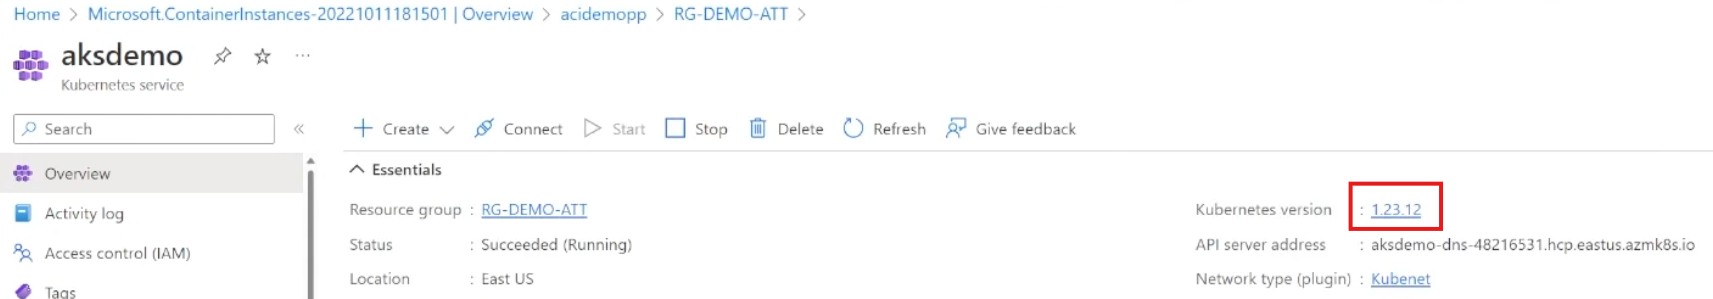 Home > Microsoft.ContainerInstances-20221011181501 | Overview > acidemopp > RG-DEMO-ATT >
aksdemo
Kubernetes service
Search
Create
Connect
Start
Stop
Delete
Refresh
Give feedback
Overview
Activity log
Access control (IAM)
Tags
Essentials
Resource group : RG-DEMO-ATT
Status : Succeeded (Running)
Location : East US
Kubernetes version : 1.23.12
API server address : aksdemo-dns-48216531.hcp.eastus.azmk8s.io
Network type (plugin) : Kubenet